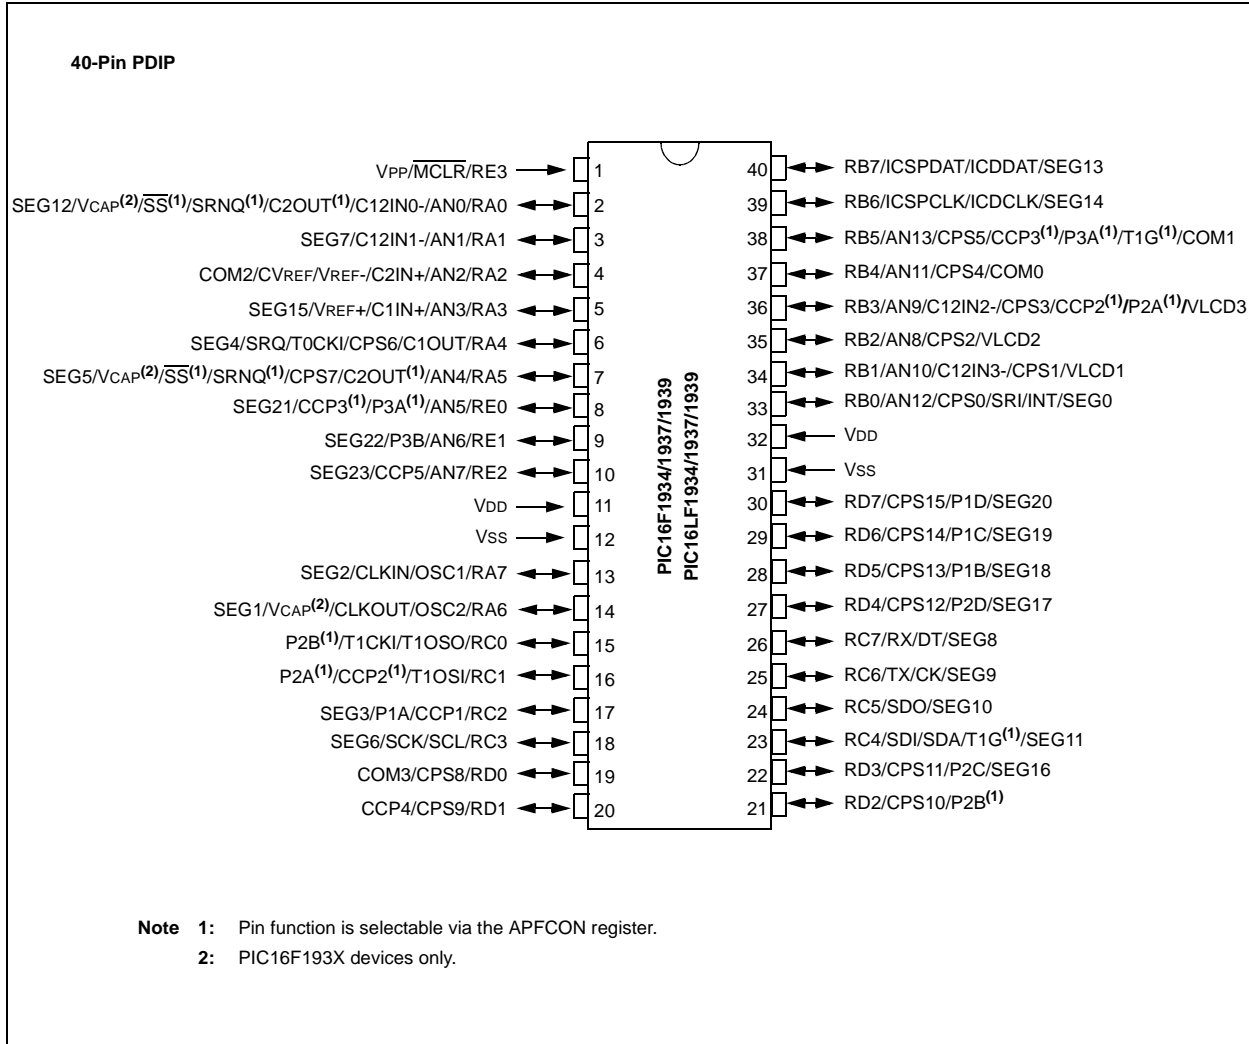 40-Pin PDIP
VPP/MCLR/RE3 1
SEG12/VCAP(2)/SS(1)/SRNQ(1)/C2OUT(1)/C12IN0-/AN0/RA0 2
SEG7/C12IN1-/AN1/RA1 3
COM2/CVREF/VREF-/C2IN+/AN2/RA2 4
SEG15/VREF+/C1IN+/AN3/RA3 5
SEG4/SRQ/T0CKI/CPS6/C1OUT/RA4 6
SEG5/VCAP(2)/SS(1)/SRNQ(1)/CPS7/C2OUT(1)/AN4/RA5 7
SEG21/CCP3(1)/P3A(1)/AN5/RE0 8
SEG22/P3B/AN6/RE1 9
SEG23/CCP5/AN7/RE2 10
VDD 11
VSS 12
SEG2/CLKIN/OSC1/RA7 13
SEG1/VCAP(2)/CLKOUT/OSC2/RA6 14
P2B(1)/T1CKI/T1OSO/RC0 15
P2A(1)/CCP2(1)/T1OSI/RC1 16
SEG3/P1A/CCP1/RC2 17
SEG6/SCK/SCL/RC3 18
COM3/CPS8/RD0 19
CCP4/CPS9/RD1 20
PIC16F1934/1937/1939
PIC16LF1934/1937/1939
40 RB7/ICSPDAT/ICDDAT/SEG13
39 RB6/ICSPCLK/ICDCLK/SEG14
38 RB5/AN13/CPS5/CCP3(1)/P3A(1)/T1G(1)/COM1
37 RB4/AN11/CPS4/COM0
36 RB3/AN9/C12IN2-/CPS3/CCP2(1)/P2A(1)/VLCD3
35 RB2/AN8/CPS2/VLCD2
34 RB1/AN10/C12IN3-/CPS1/VLCD1
33 RB0/AN12/CPS0/SRI/INT/SEG0
32 VDD
31 VSS
30 RD7/CPS15/P1D/SEG20
29 RD6/CPS14/P1C/SEG19
28 RD5/CPS13/P1B/SEG18
27 RD4/CPS12/P2D/SEG17
26 RC7/RX/DT/SEG8
25 RC6/TX/CK/SEG9
24 RC5/SDO/SEG10
23 RC4/SDI/SDA/T1G(1)/SEG11
22 RD3/CPS11/P2C/SEG16
21 RD2/CPS10/P2B(1)
Note 1: Pin function is selectable via the APFCON register.
2: PIC16F193X devices only.